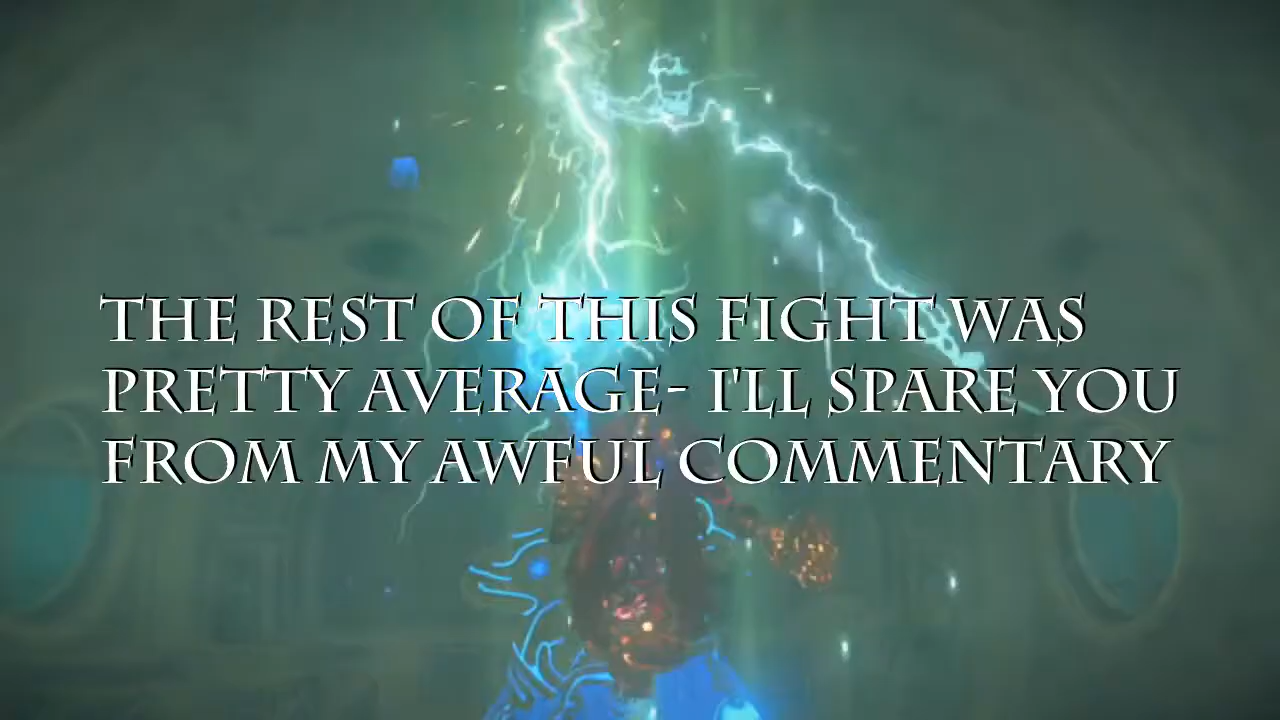 THE REST OF THIS FIGHT WAS
PRETTY AVERAGE- I'LL SPARE YOU
FROM MY AWFUL COMMENTARY